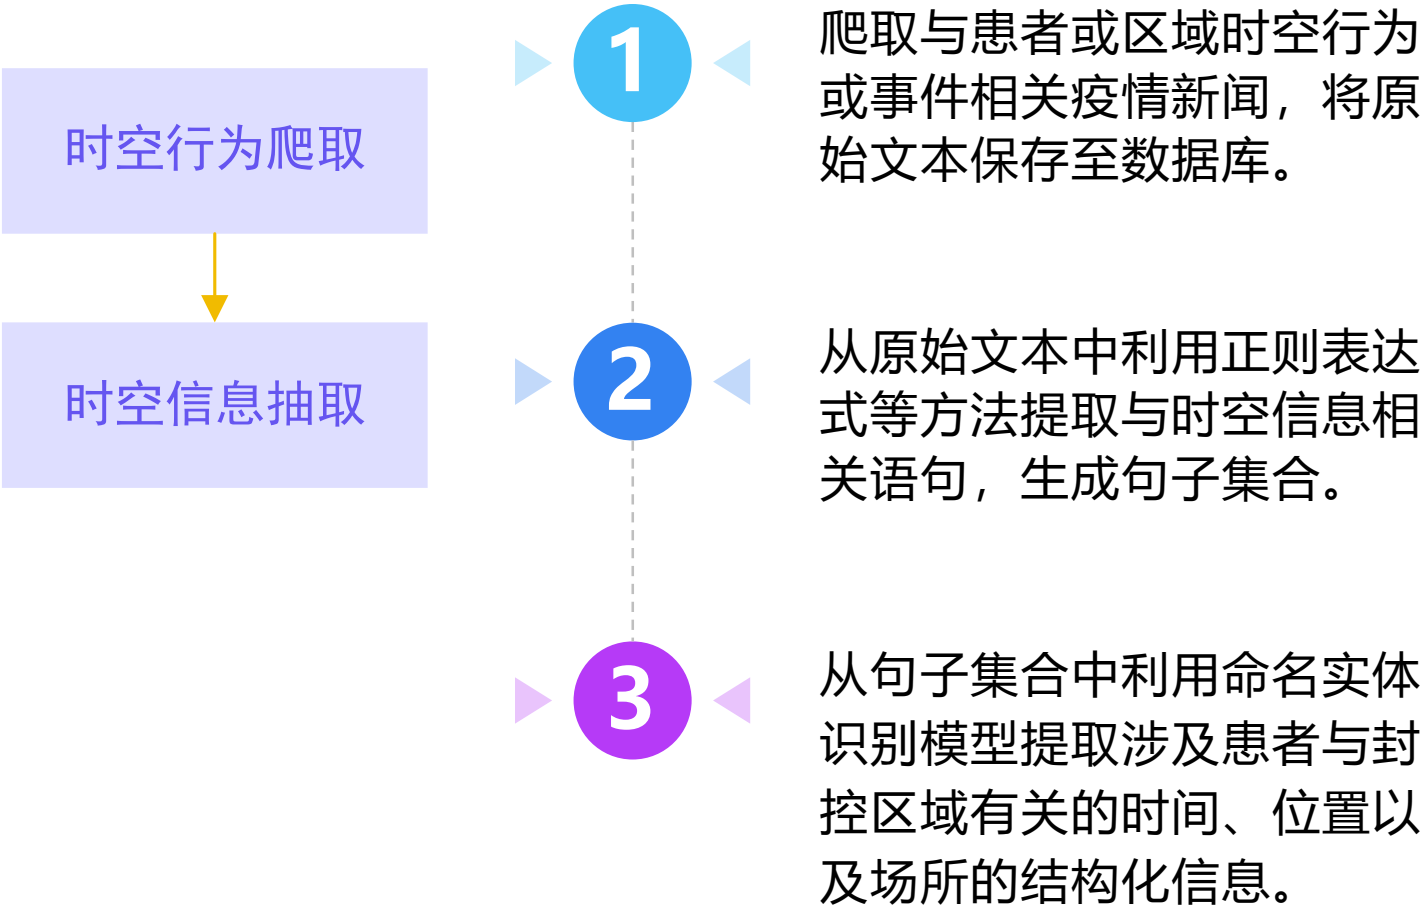 时空行为爬取
时空信息抽取
1
爬取与患者或区域时空行为
或事件相关疫情新闻，将原
始文本保存至数据库。
2
从原始文本中利用正则表达
式等方法提取与时空信息相
关语句，生成句子集合。
3
从句子集合中利用命名实体
识别模型提取涉及患者与封
控区域有关的时间、位置以
及场所的结构化信息。